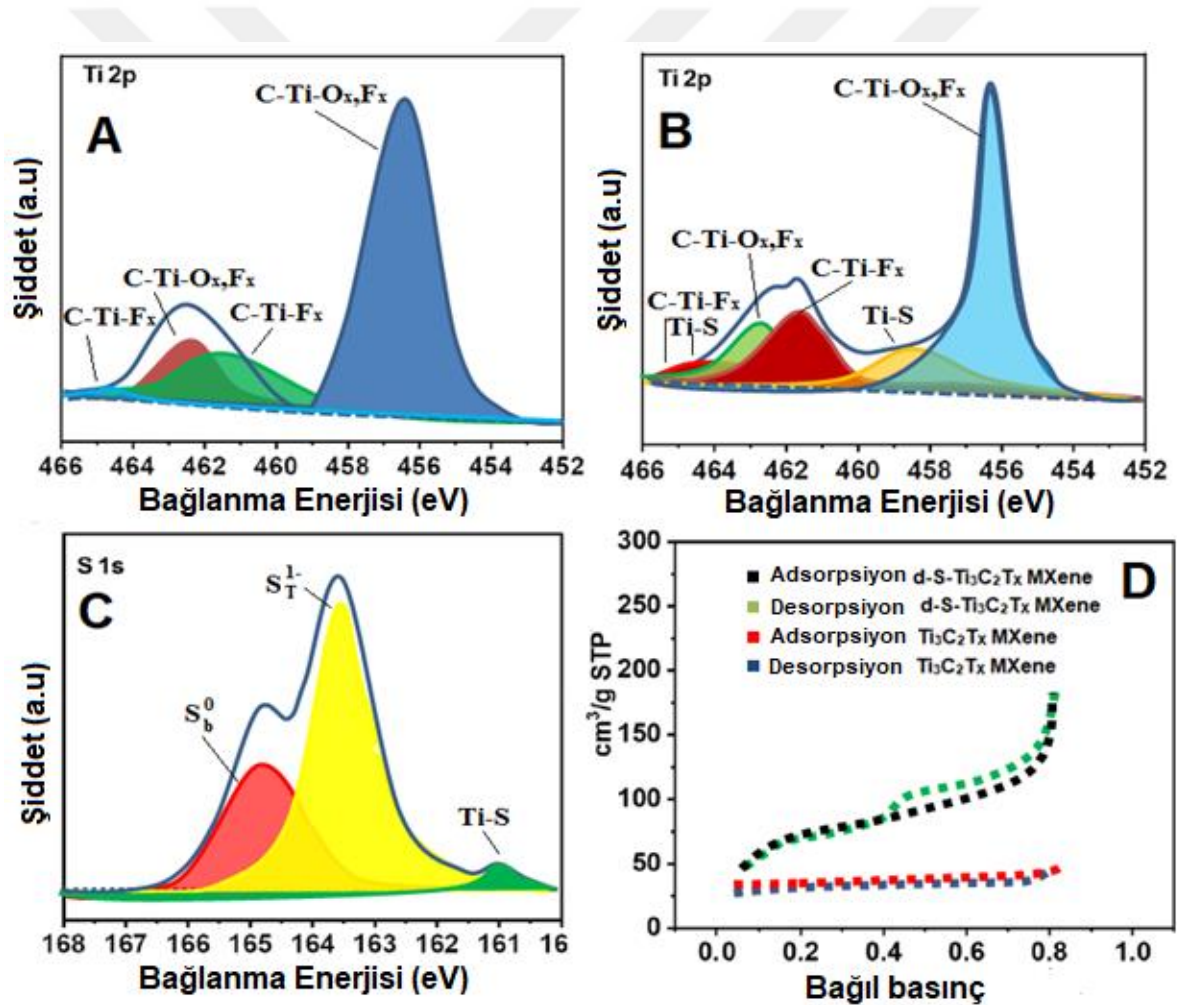 Ti 2p
A
C-Ti-Oₓ,Fₓ
C-Ti-Oₓ,Fₓ
C-Ti-Fₓ
C-Ti-Fₓ
Şiddet (a.u)
466 464 462 460 458 456 454 452
Bağlanma Enerjisi (eV)
Ti 2p
B
C-Ti-Oₓ,Fₓ
C-Ti-Oₓ,Fₓ
C-Ti-Fₓ
C-Ti-Fₓ
Ti-S
Ti-S
Şiddet (a.u)
466 464 462 460 458 456 454 452
Bağlanma Enerjisi (eV)
S 1s
C
S_T^1-
S_b^0
Ti-S
Şiddet (a.u)
168 167 166 165 164 163 162 161 16
Bağlanma Enerjisi (eV)
D
Adsorpsiyon d-S-Ti₃C₂Tₓ MXene
Desorpsiyon d-S-Ti₃C₂Tₓ MXene
Adsorpsiyon Ti₃C₂Tₓ MXene
Desorpsiyon Ti₃C₂Tₓ MXene
cm³/g STP
300
250
200
150
100
50
0
0.0 0.2 0.4 0.6 0.8 1.0
Bağıl basınç